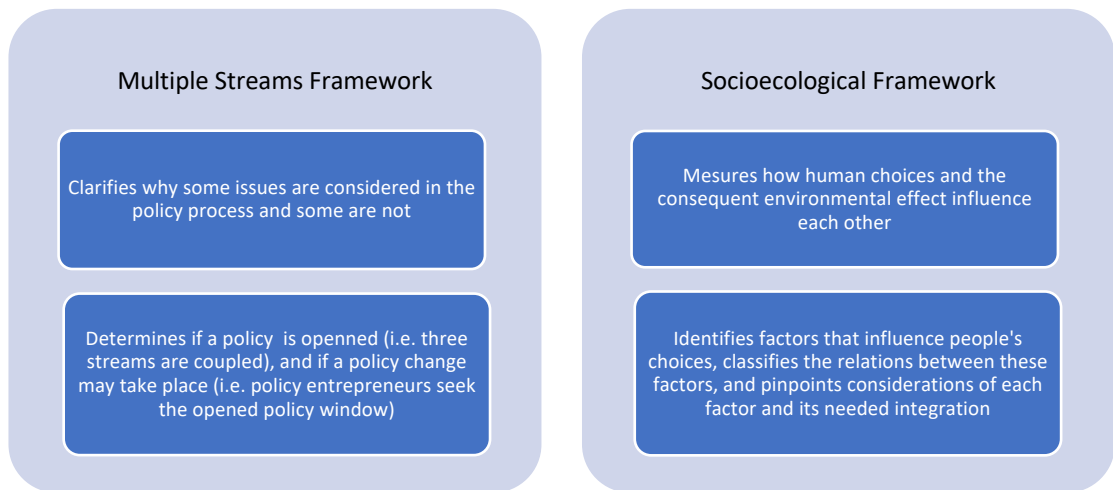 Multiple Streams Framework
Clarifies why some issues are considered in the
policy process and some are not
Determines if a policy is openned (i.e. three
streams are coupled), and if a policy change
may take place (i.e. policy entrepreneurs seek
the opened policy window)
Socioecological Framework
Mesures how human choices and the
consequent environmental effect influence
each other
Identifies factors that influence people's
choices, classifies the relations between these
factors, and pinpoints considerations of each
factor and its needed integration